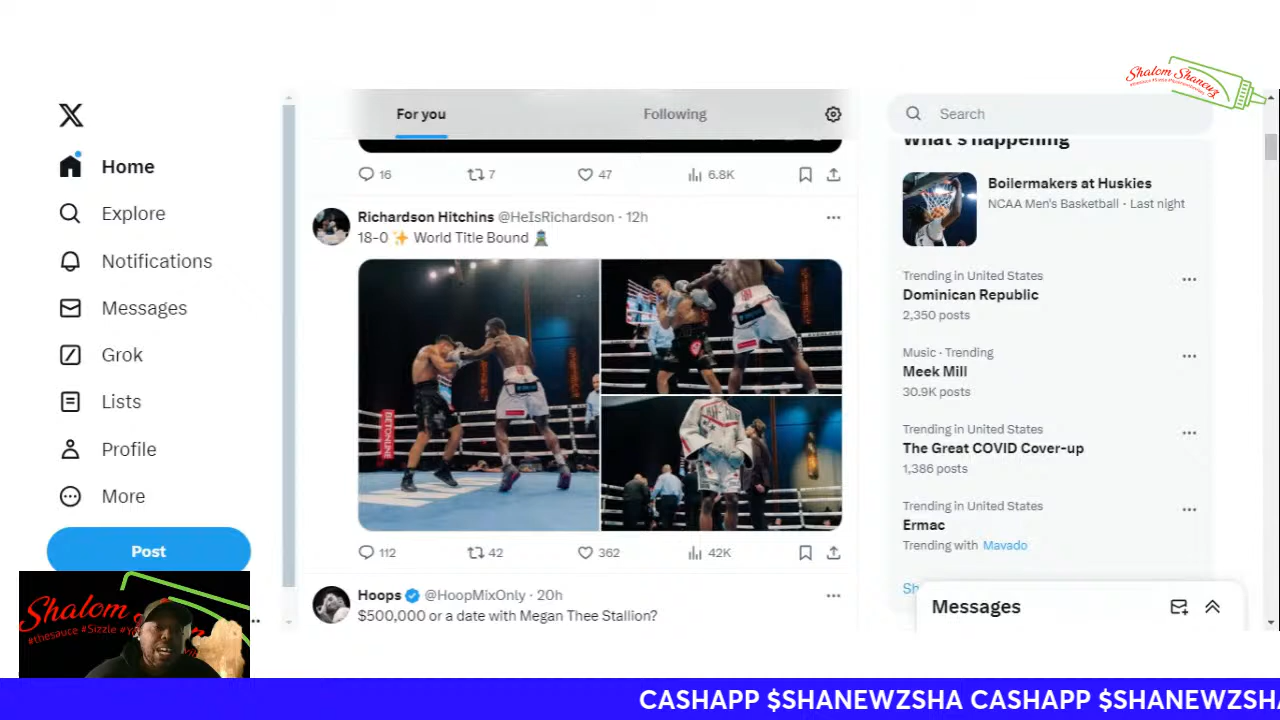 Shalom Shanewz
For you
Following
Search
What's happening
Home
Explore
Notifications
Messages
Grok
Lists
Profile
More
Post
16
7
47
6.8K
Richardson Hitchins @HeIsRichardson · 12h
18-0 ✨ World Title Bound
BETONLINE
112
42
362
42K
Hoops @HoopMixOnly · 20h
$500,000 or a date with Megan Thee Stallion?
Boilermakers at Huskies
NCAA Men's Basketball · Last night
Trending in United States
Dominican Republic
2,350 posts
Music · Trending
Meek Mill
30.9K posts
Trending in United States
The Great COVID Cover-up
1,386 posts
Trending in United States
Ermac
Trending with Mavado
Sh
Messages
Shalom
#thesauce #Sizzle
CASHAPP $SHANEWZSHA CASHAPP $SHANEWZSHA